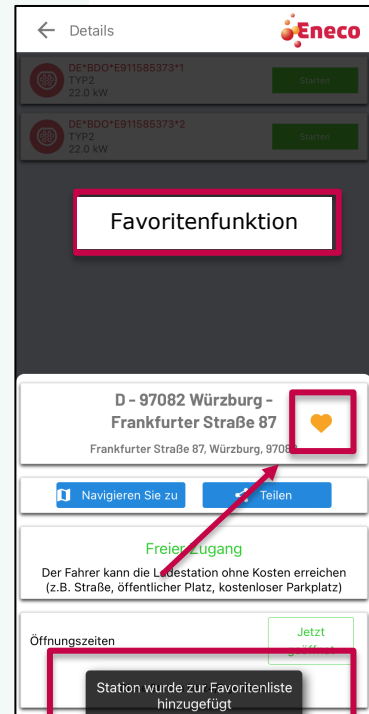 Details
Eneco
DE*BDO*E911585373*1
TYP2
22.0 kW
Starten
DE*BDO*E911585373*2
TYP2
22.0 kW
Starten
Favoritenfunktion
D - 97082 Würzburg -
Frankfurter Straße 87
Frankfurter Straße 87, Würzburg, 9708
Navigieren Sie zu
Teilen
Freier Zugang
Der Fahrer kann die Ladestation ohne Kosten erreichen
(z.B. Straße, öffentlicher Platz, kostenloser Parkplatz)
Öffnungszeiten
Jetzt
geöffnet
Station wurde zur Favoritenliste
hinzugefügt